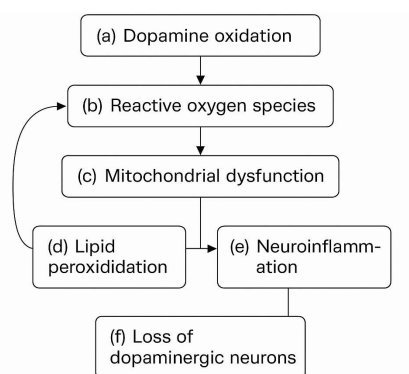 (a) Dopamine oxidation
(b) Reactive oxygen species
(c) Mitochondrial dysfunction
(d) Lipid
peroxididation
(e) Neuroinflamm-
ation
(f) Loss of
dopaminergic neurons